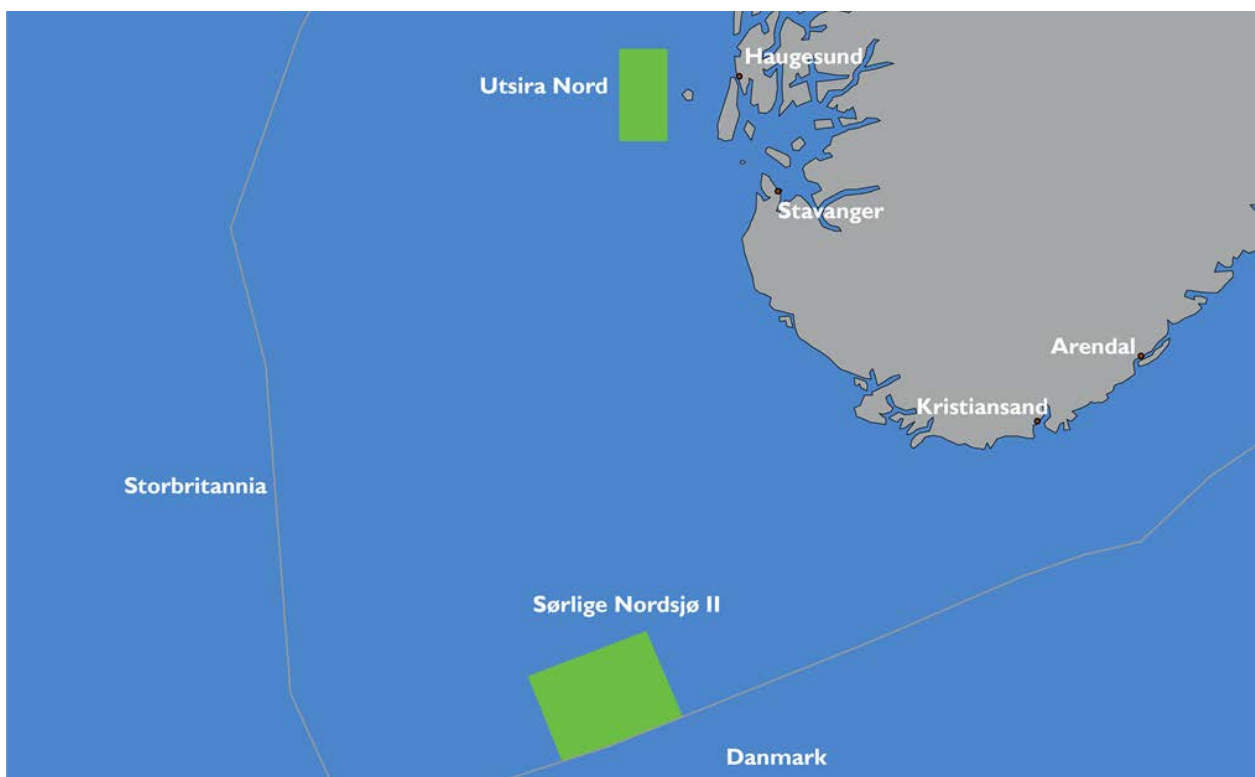 Haugesund
Utsira Nord
Stavanger
Arendal
Kristiansand
Storbritannia
Sørlige Nordsjø II
Danmark